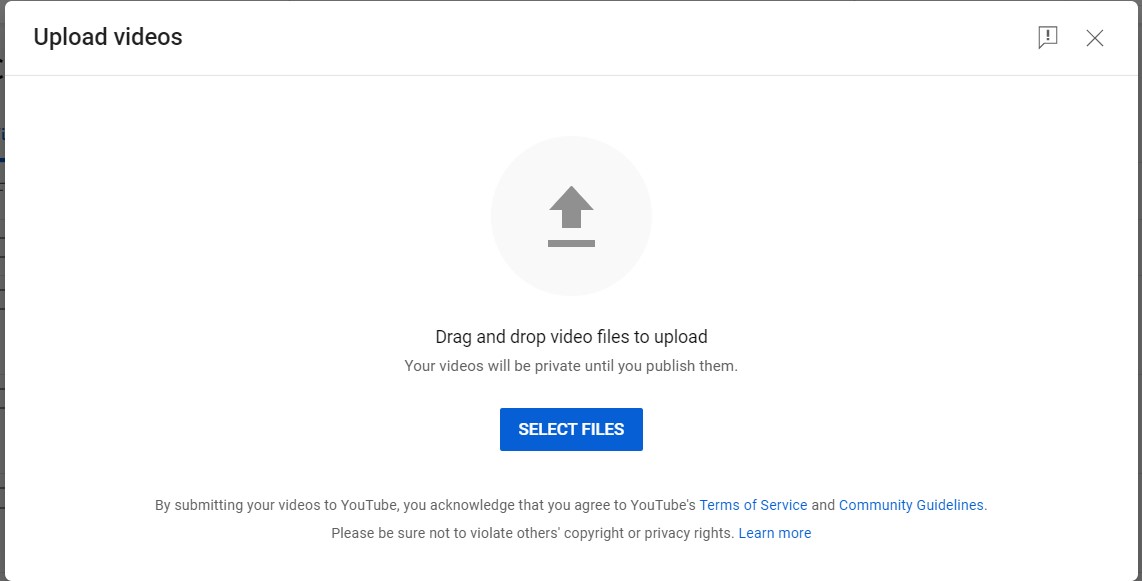 Upload videos
Drag and drop video files to upload
Your videos will be private until you publish them.
SELECT FILES
By submitting your videos to YouTube, you acknowledge that you agree to YouTube's Terms of Service and Community Guidelines.
Please be sure not to violate others' copyright or privacy rights. Learn more